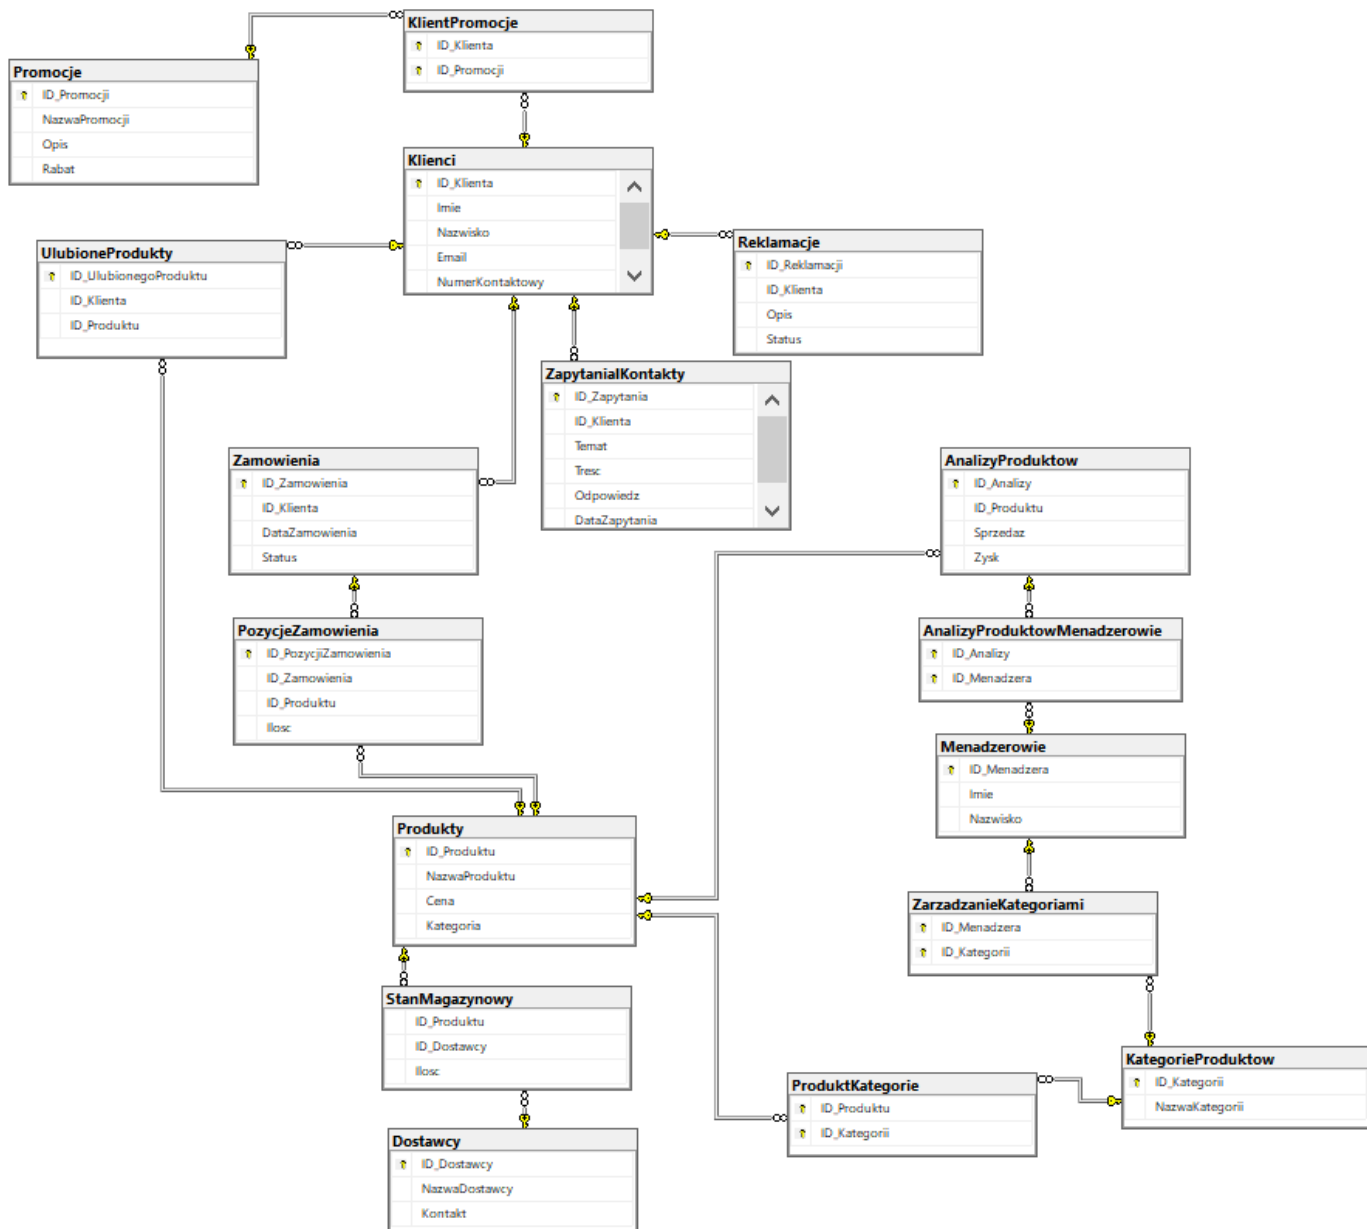 KlientPromocje
ID_Klienta
ID_Promocji
Promocje
ID_Promocji
NazwaPromocji
Opis
Rabat
Klienci
ID_Klienta
Imie
Nazwisko
Email
NumerKontaktowy
UlubioneProdukty
ID_UlubionegoProduktu
ID_Klienta
ID_Produktu
Reklamacje
ID_Reklamacji
ID_Klienta
Opis
Status
ZapytaniaIKontakty
ID_Zapytania
ID_Klienta
Temat
Tresc
Odpowiedz
DataZapytania
Zamowienia
ID_Zamowienia
ID_Klienta
DataZamowienia
Status
AnalizyProduktow
ID_Analizy
ID_Produktu
Sprzedaz
Zysk
PozycjeZamowienia
ID_PozycjiZamowienia
ID_Zamowienia
ID_Produktu
Ilosc
AnalizyProduktowMenadzerowie
ID_Analizy
ID_Menadzera
Menadzerowie
ID_Menadzera
Imie
Nazwisko
Produkty
ID_Produktu
NazwaProduktu
Cena
Kategoria
ZarzadzanieKategoriami
ID_Menadzera
ID_Kategorii
StanMagazynowy
ID_Produktu
ID_Dostawcy
Ilosc
KategorieProduktow
ID_Kategorii
NazwaKategorii
ProduktKategorie
ID_Produktu
ID_Kategorii
Dostawcy
ID_Dostawcy
NazwaDostawcy
Kontakt